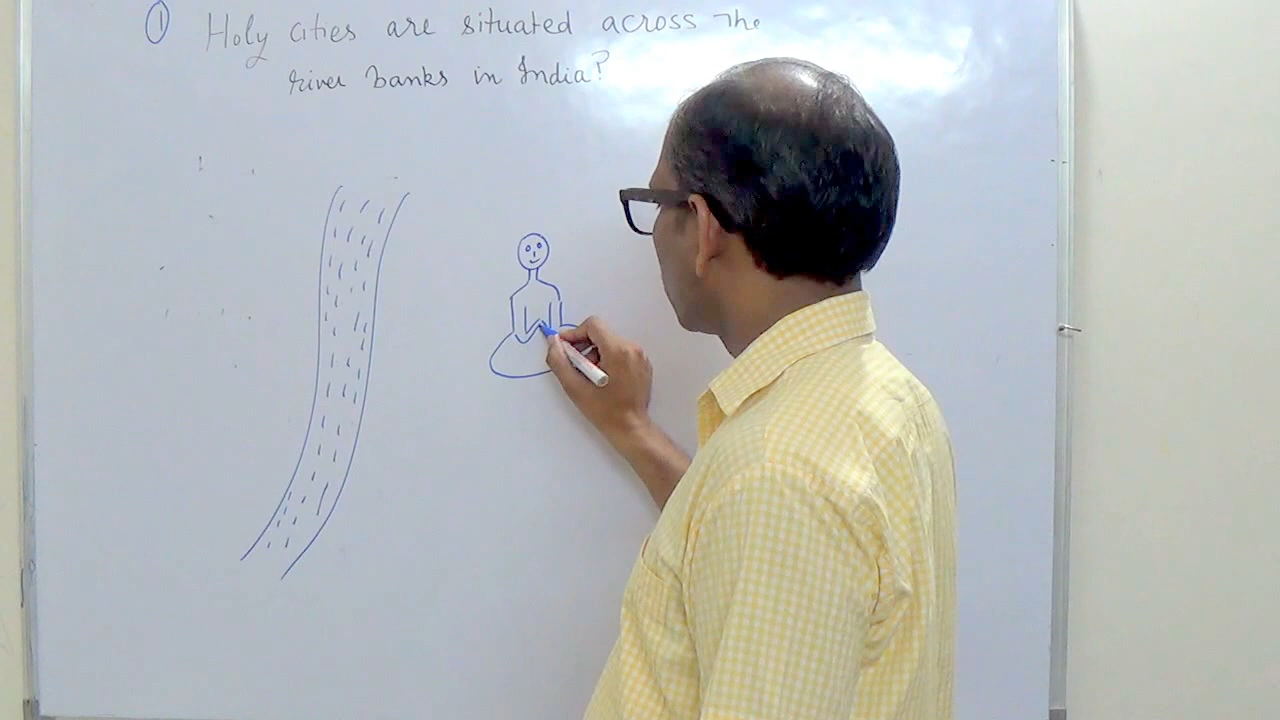 ① Holy cities are situated across the
river banks in India?